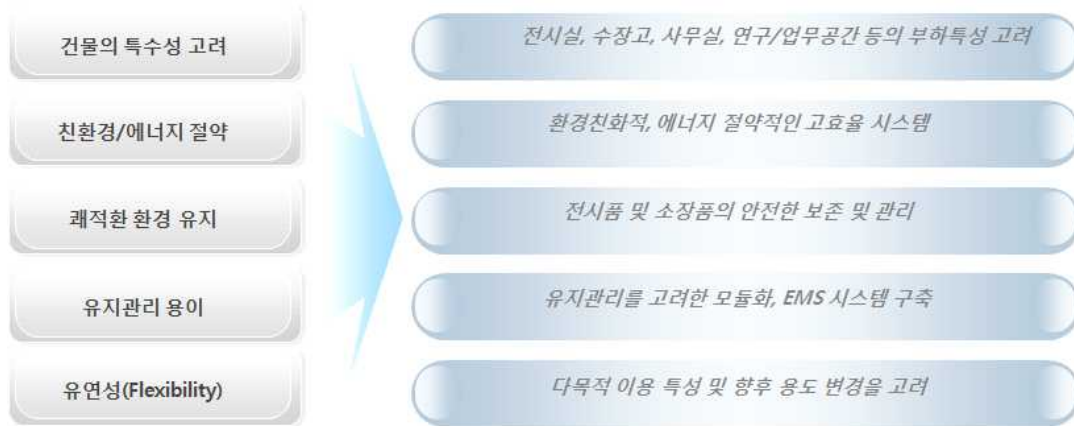 건물의 특수성 고려
전시실, 수장고, 사무실, 연구/업무공간 등의 부하특성 고려
친환경/에너지 절약
환경친화적, 에너지 절약적인 고효율 시스템
쾌적환 환경 유지
전시품 및 소장품의 안전한 보존 및 관리
유지관리 용이
유지관리를 고려한 모듈화, EMS 시스템 구축
유연성(Flexibility)
다목적 이용 특성 및 향후 용도 변경을 고려